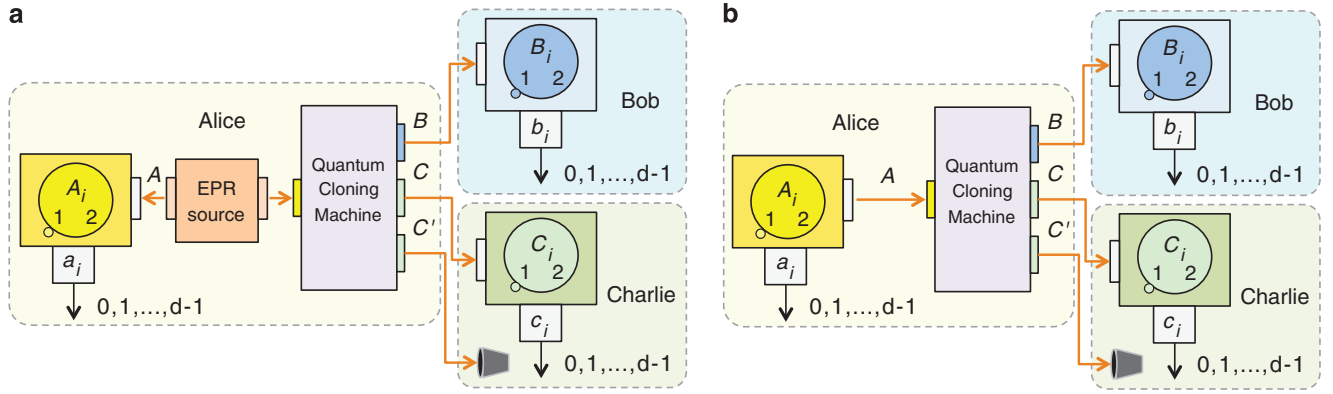 a
Alice
A_i
1 2
a_i
0,1,...,d-1
A
EPR
source
Quantum
Cloning
Machine
B
C
C'
B_i
1 2
b_i
Bob
0,1,...,d-1
C_i
1 2
c_i
Charlie
0,1,...,d-1
b
Alice
A_i
1 2
a_i
0,1,...,d-1
A
Quantum
Cloning
Machine
B
C
C'
B_i
1 2
b_i
Bob
0,1,...,d-1
C_i
1 2
c_i
Charlie
0,1,...,d-1